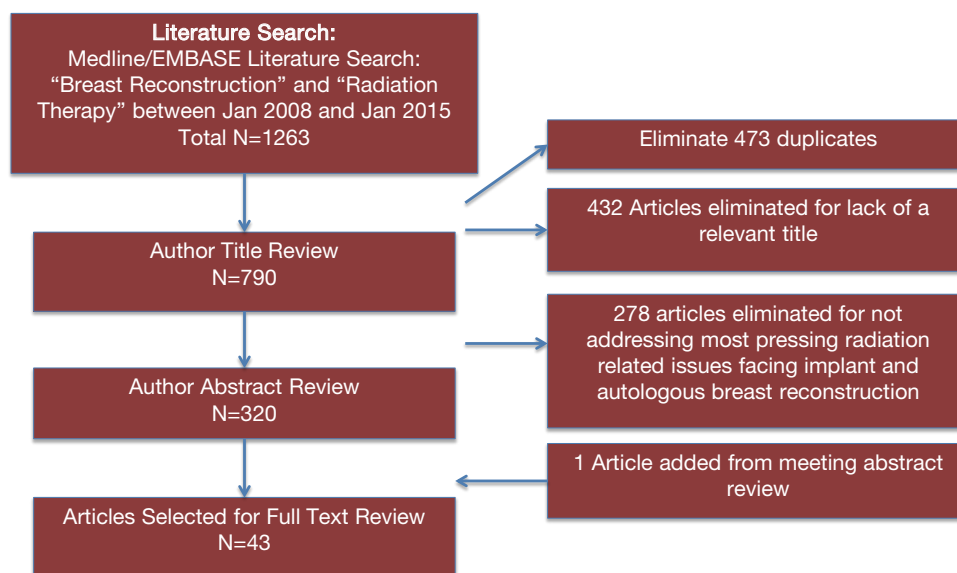 Literature Search:
Medline/EMBASE Literature Search:
“Breast Reconstruction” and “Radiation
Therapy” between Jan 2008 and Jan 2015
Total N=1263
Eliminate 473 duplicates
432 Articles eliminated for lack of a
relevant title
Author Title Review
N=790
278 articles eliminated for not
addressing most pressing radiation
related issues facing implant and
autologous breast reconstruction
Author Abstract Review
N=320
1 Article added from meeting abstract
review
Articles Selected for Full Text Review
N=43